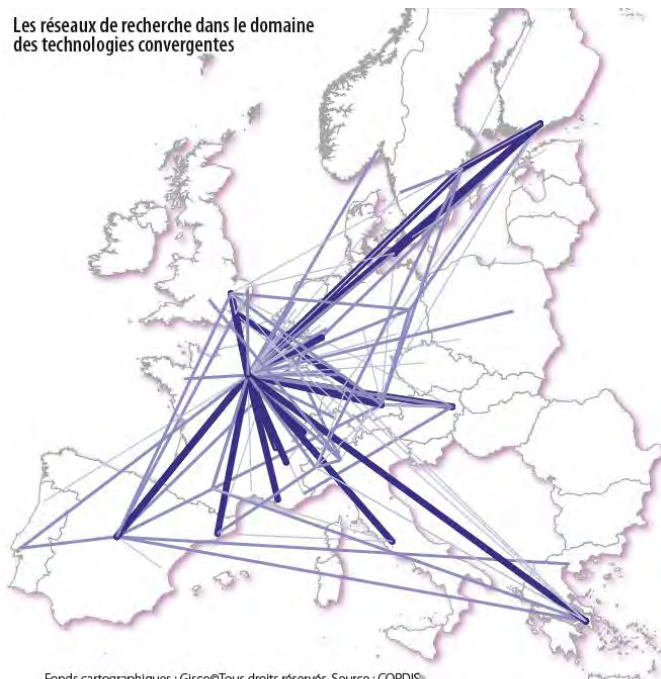 Les réseaux de recherche dans le domaine
des technologies convergentes
Fonds cartographiques : Gisco©Tous droits réservés Source : CORDIS